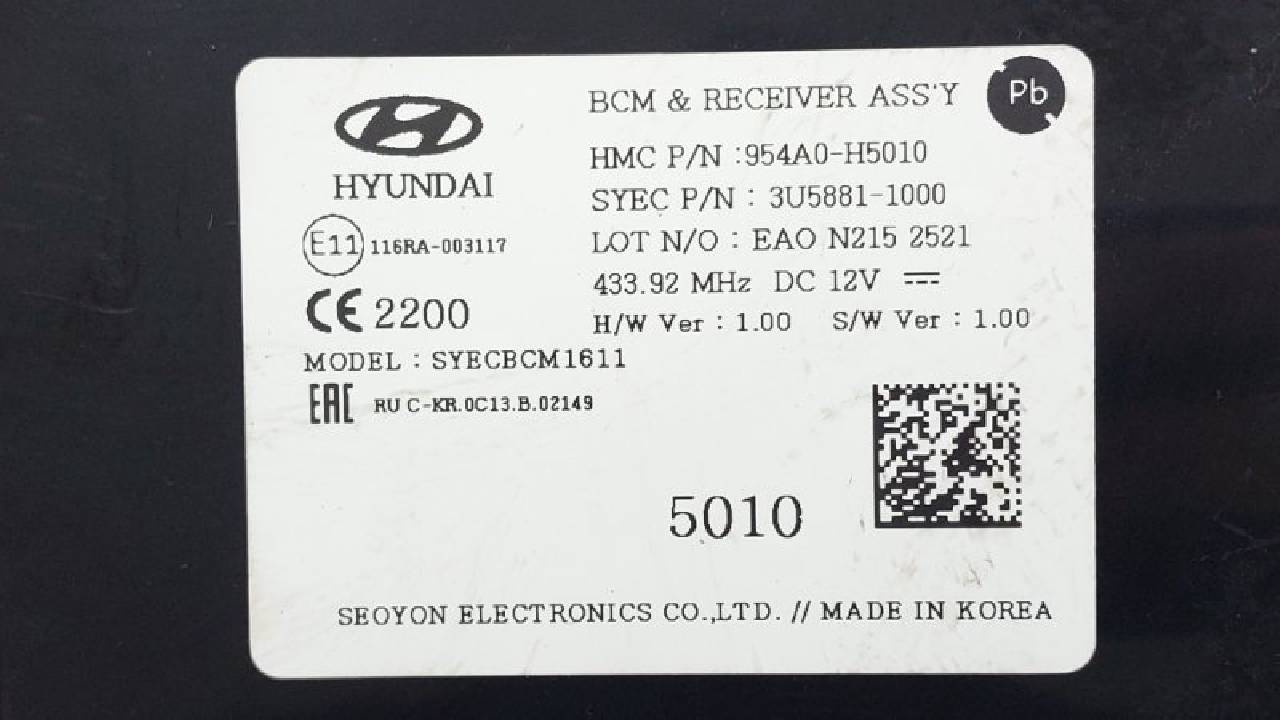 BCM & RECEIVER ASS'Y
Pb
HYUNDAI
HMC P/N :954A0-H5010
SYEC P/N : 3U5881-1000
E11 116RA-003117
LOT N/O : EAO N215 2521
433.92 MHz DC 12V
CE 2200
H/W Ver : 1.00 S/W Ver : 1.00
MODEL : SYECBCM1611
EAC RU C-KR.0C13.B.02149
5010
SEOYON ELECTRONICS CO.,LTD. // MADE IN KOREA